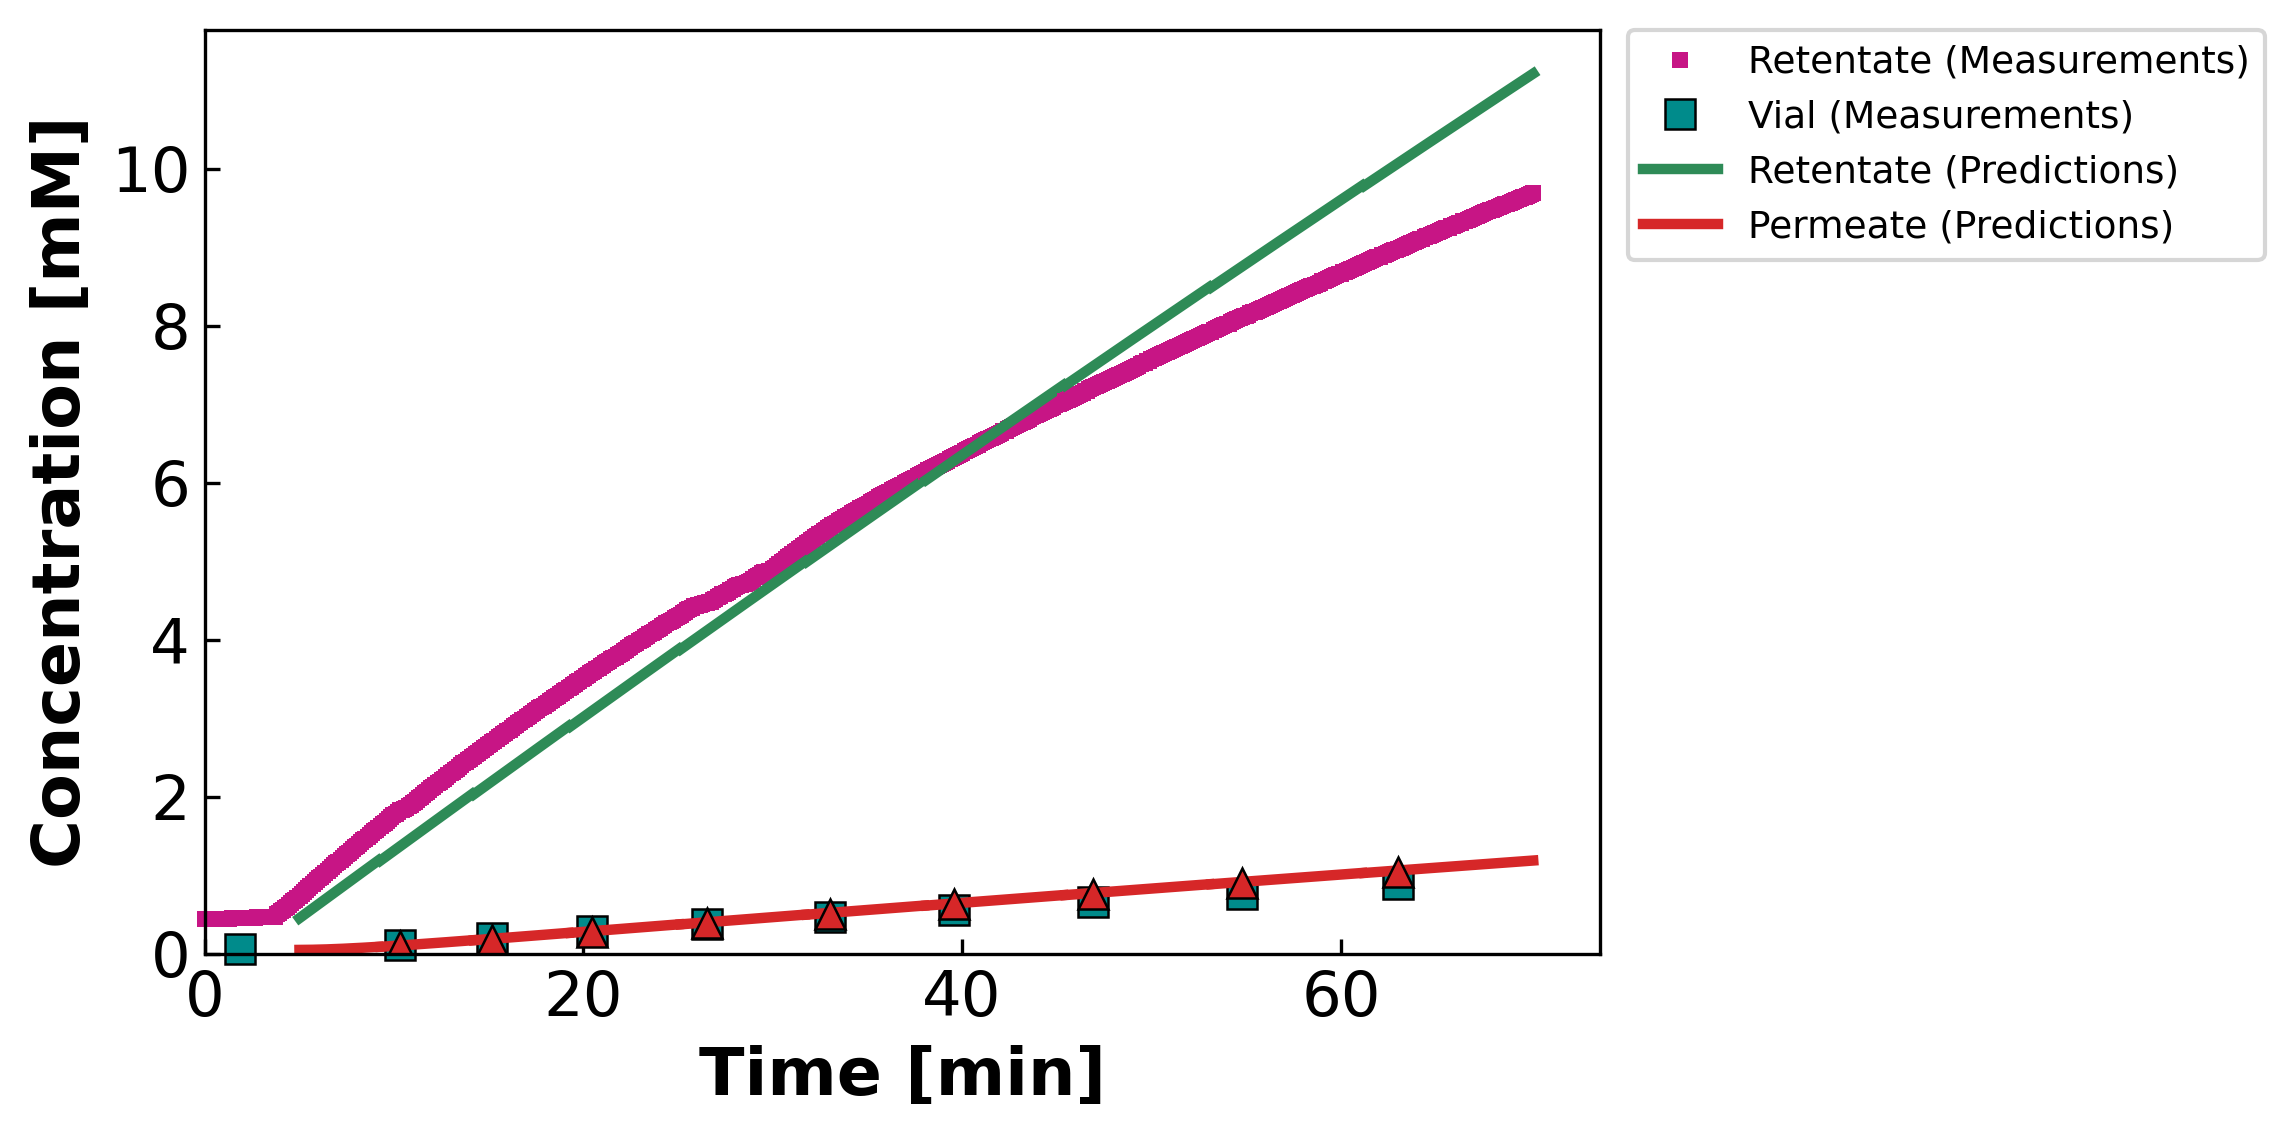 Concentration [mM]
10
8
6
4
2
0
0 20 40 60
Time [min]
Retentate (Measurements)
Vial (Measurements)
Retentate (Predictions)
Permeate (Predictions)